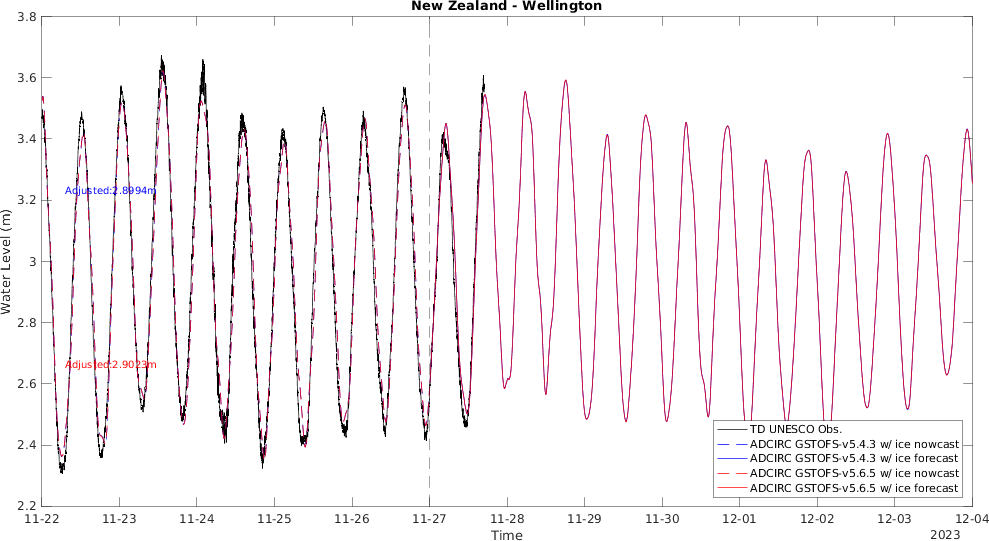 New Zealand - Wellington
3.8
3.6
3.4
3.2
3
2.8
2.6
2.4
2.2
Water Level (m)
Adjusted:2.8994m
Adjusted:2.9023m
TD UNESCO Obs.
ADCIRC GSTOFS-v5.4.3 w/ ice nowcast
ADCIRC GSTOFS-v5.4.3 w/ ice forecast
ADCIRC GSTOFS-v5.6.5 w/ ice nowcast
ADCIRC GSTOFS-v5.6.5 w/ ice forecast
11-22 11-23 11-24 11-25 11-26 11-27 11-28 11-29 11-30 12-01 12-02 12-03 12-04
Time
2023